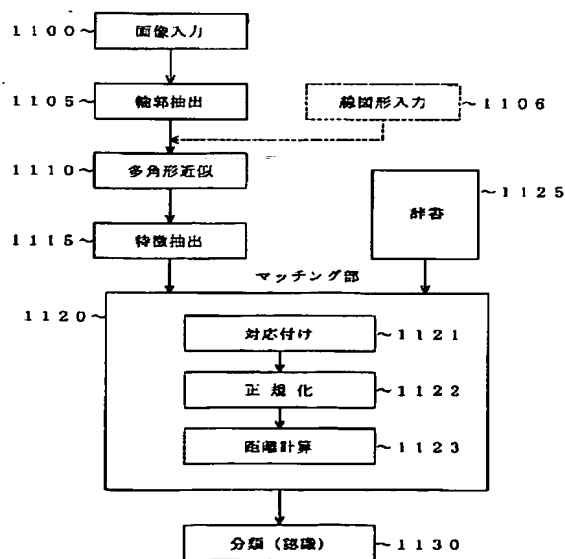 1100 画像入力
1105 輪郭抽出 線図形入力 1106
1110 多角形近似
辞書 1125
1115 特徴抽出
マッチング部
1120
対応付け 1121
正規化 1122
距離計算 1123
分類（認識） 1130